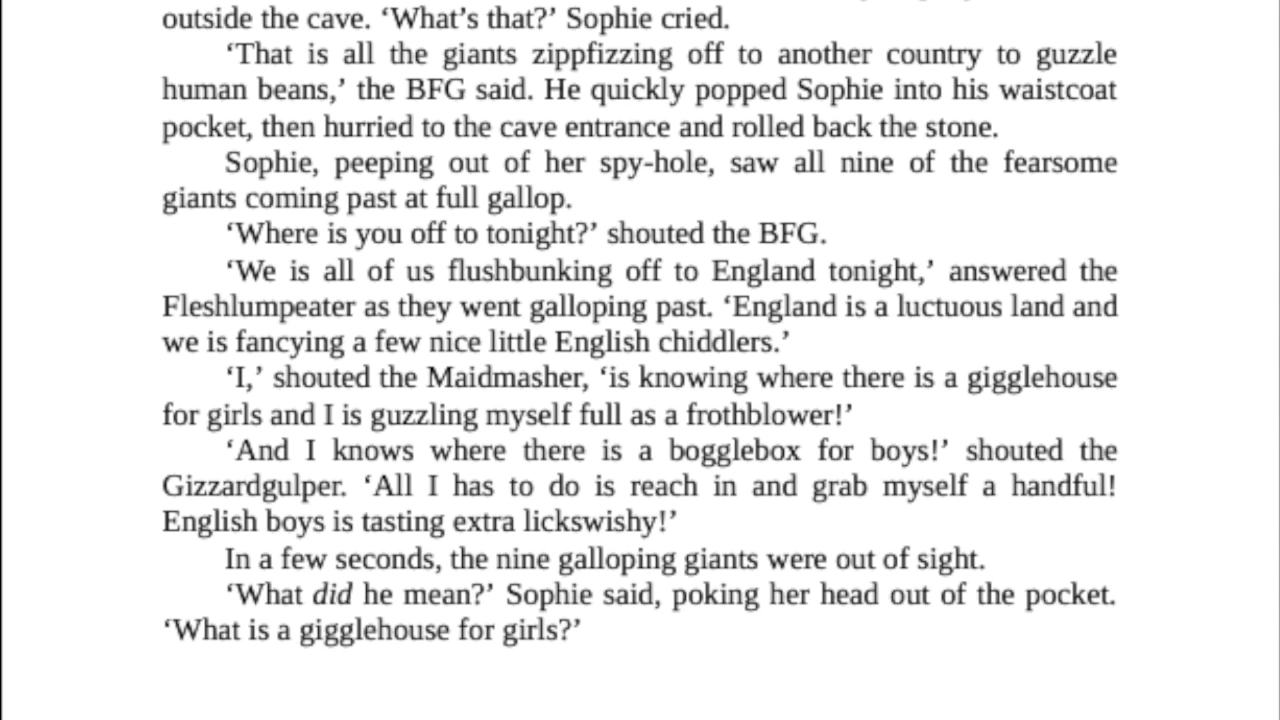 outside the cave. ‘What’s that?’ Sophie cried.
‘That is all the giants zippfizzing off to another country to guzzle
human beans,’ the BFG said. He quickly popped Sophie into his waistcoat
pocket, then hurried to the cave entrance and rolled back the stone.
Sophie, peeping out of her spy-hole, saw all nine of the fearsome
giants coming past at full gallop.
‘Where is you off to tonight?’ shouted the BFG.
‘We is all of us flushbunking off to England tonight,’ answered the
Fleshlumpeater as they went galloping past. ‘England is a luctuous land and
we is fancying a few nice little English chiddlers.’
‘I,’ shouted the Maidmasher, ‘is knowing where there is a gigglehouse
for girls and I is guzzling myself full as a frothblower!’
‘And I knows where there is a bogglebox for boys!’ shouted the
Gizzardgulper. ‘All I has to do is reach in and grab myself a handful!
English boys is tasting extra lickswishy!’
In a few seconds, the nine galloping giants were out of sight.
‘What did he mean?’ Sophie said, poking her head out of the pocket.
‘What is a gigglehouse for girls?’